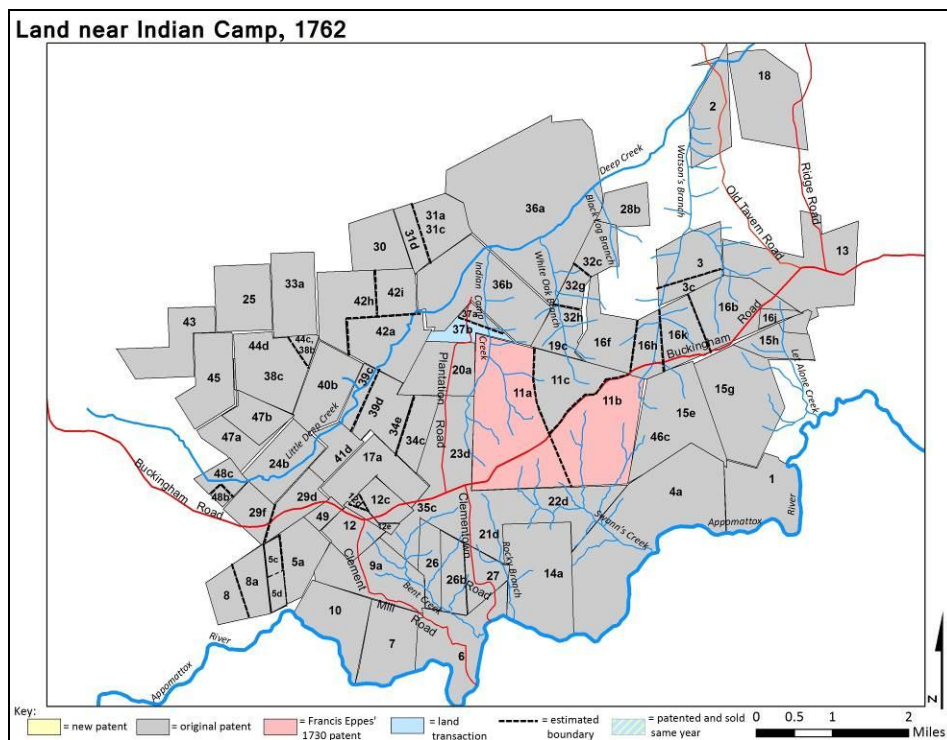 Land near Indian Camp, 1762
18
2
Deep Creek
Watson's Branch
36a
28b
Black Log Branch
Old Tavern Road
Ridge Road
31a
31c
31d
30
13
3
3c
32c
White Oak Branch
Indian Camp
Creek
36b
32g
32h
33a
25
42h
42i
16b
16j
37a
37b
42a
43
19c
16f
16h
16k
Buckingham Road
15h
44d
44c,
38b
45
38c
40b
39c
39d
20a
Plantation Road
11a
11c
11b
15g
Let Alone Creek
15e
47b
47a
34e
34c
46c
Little Deep Creek
41d
24b
17a
23d
48c
48b
Buckingham Road
29f
29d
49
12c
12
12e
35c
Clementown Road
22d
4a
1
River
Appomattox
Swann's Creek
21d
Rocky Branch
14a
5c
5a
5d
8a
8
9a
26
26b
27
Clement Mill Road
Bent Creek
10
7
6
River
Appomattox
N
Key:
= new patent
= original patent
= Francis Eppes' 1730 patent
= land transaction
= estimated boundary
= patented and sold same year
0 0.5 1 2
Miles